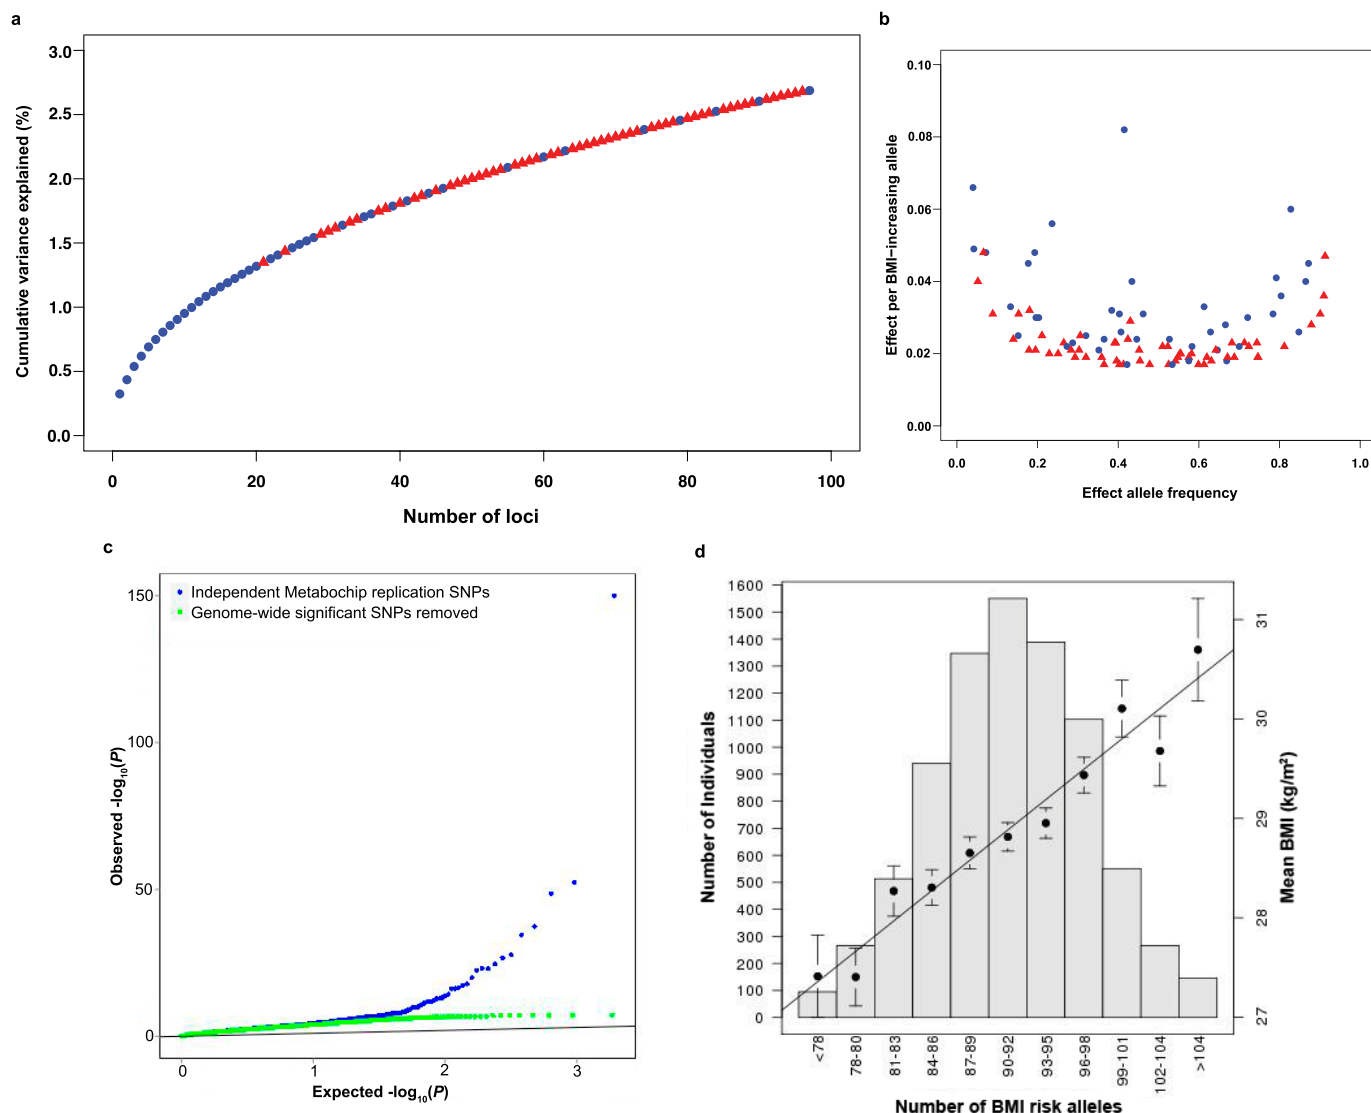 a
3.0
2.5
2.0
1.5
1.0
0.5
0.0
Cumulative variance explained (%)
0 20 40 60 80 100
Number of loci
b
0.10
0.08
0.06
0.04
0.02
0.00
Effect per BMI−increasing allele
0.0 0.2 0.4 0.6 0.8 1.0
Effect allele frequency
c
Independent Metabochip replication SNPs
Genome-wide significant SNPs removed
150
100
50
0
Observed -log10(P)
0 1 2 3
Expected -log10(P)
d
1600
1500
1400
1300
1200
1100
1000
900
800
700
600
500
400
300
200
100
0
Number of Individuals
31
30
29
28
27
Mean BMI (kg/m²)
<78
78-80
81-83
84-86
87-89
90-92
93-95
96-98
99-101
102-104
>104
Number of BMI risk alleles